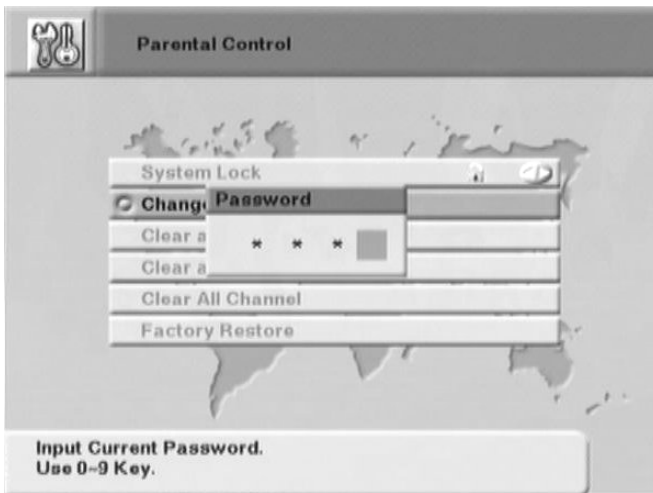 Parental Control
System Lock
Chang
Password
Clear a
* * *
Clear a
Clear All Channel
Factory Restore
Input Current Password.
Use 0~9 Key.